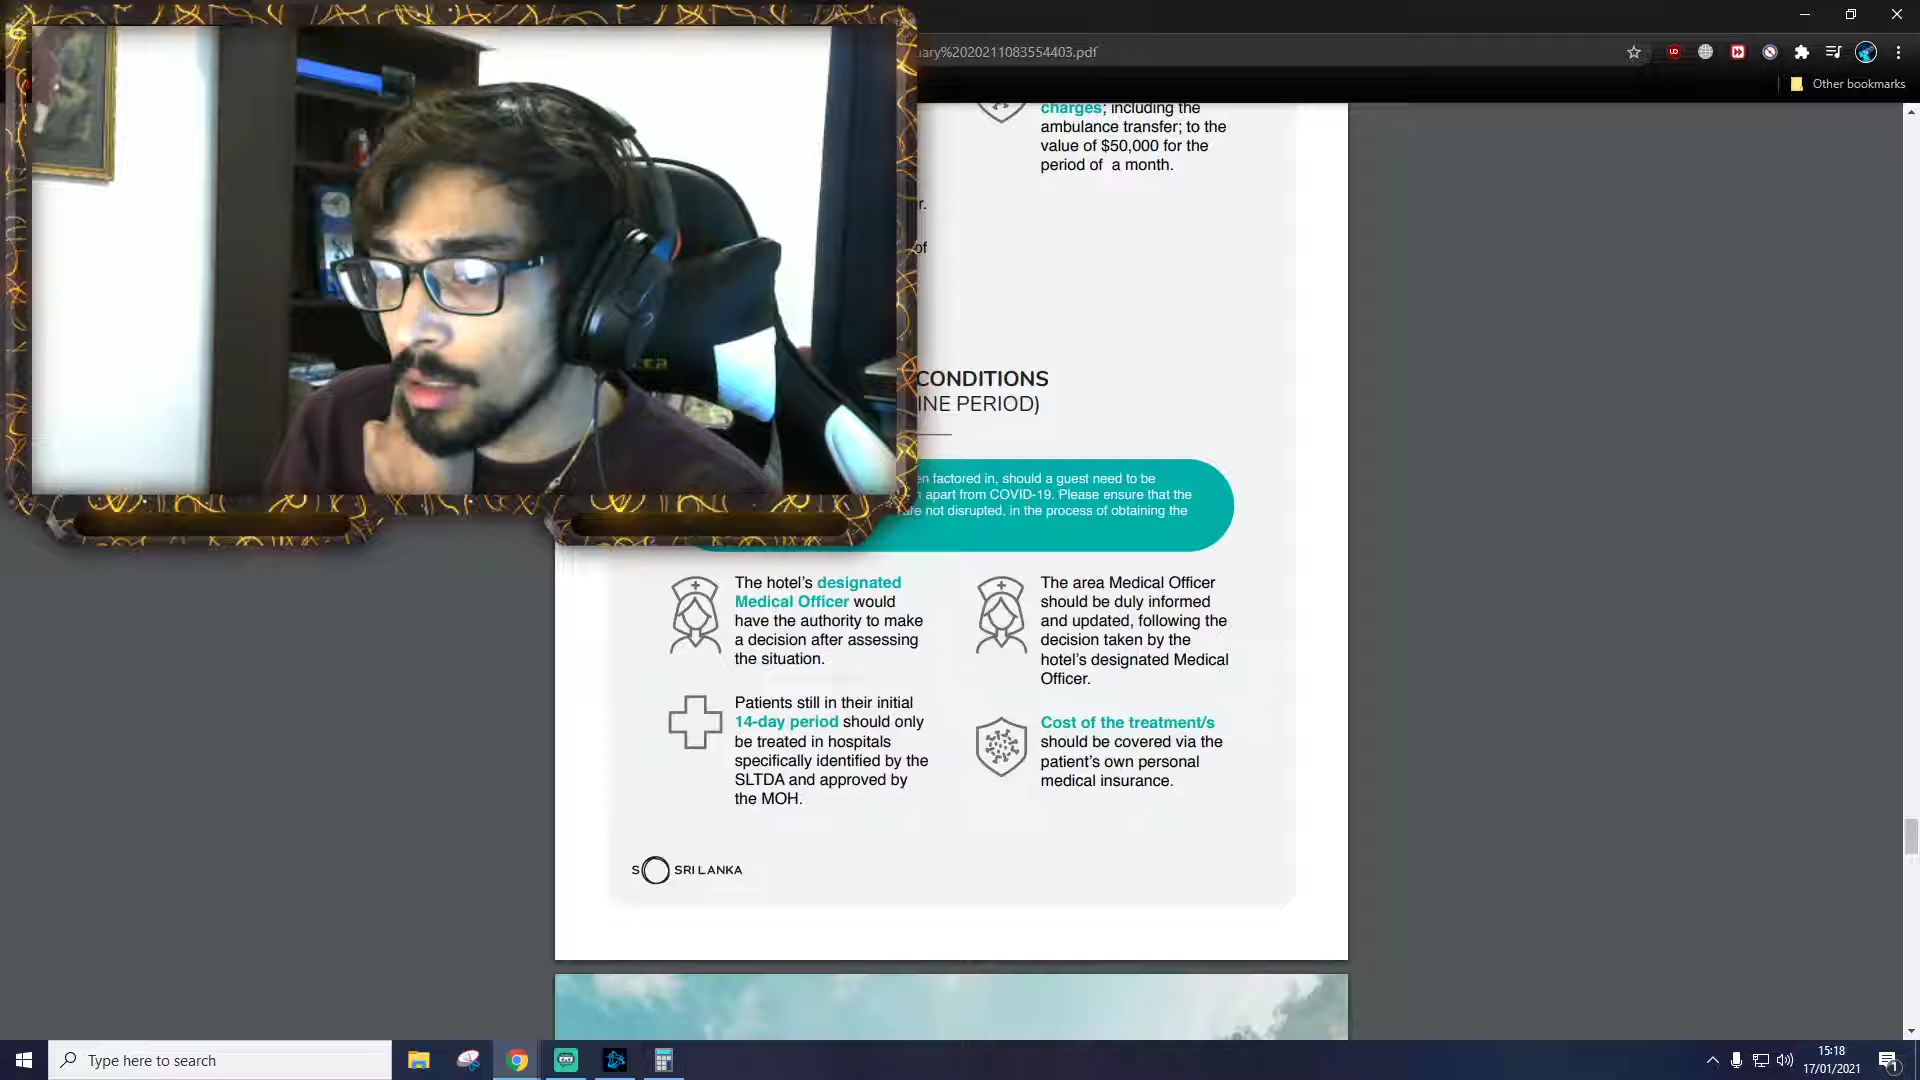 uary%2020211083554403.pdf
Other bookmarks
charges; including the
ambulance transfer; to the
value of $50,000 for the
period of a month.
r.
of
CONDITIONS
INE PERIOD)
en factored in, should a guest need to be
apart from COVID-19. Please ensure that the
are not disrupted, in the process of obtaining the
The hotel's designated
Medical Officer would
have the authority to make
a decision after assessing
the situation.
The area Medical Officer
should be duly informed
and updated, following the
decision taken by the
hotel's designated Medical
Officer.
Patients still in their initial
14-day period should only
be treated in hospitals
specifically identified by the
SLTDA and approved by
the MOH.
Cost of the treatment/s
should be covered via the
patient's own personal
medical insurance.
SO SRI LANKA
Type here to search
15:18
17/01/2021
1